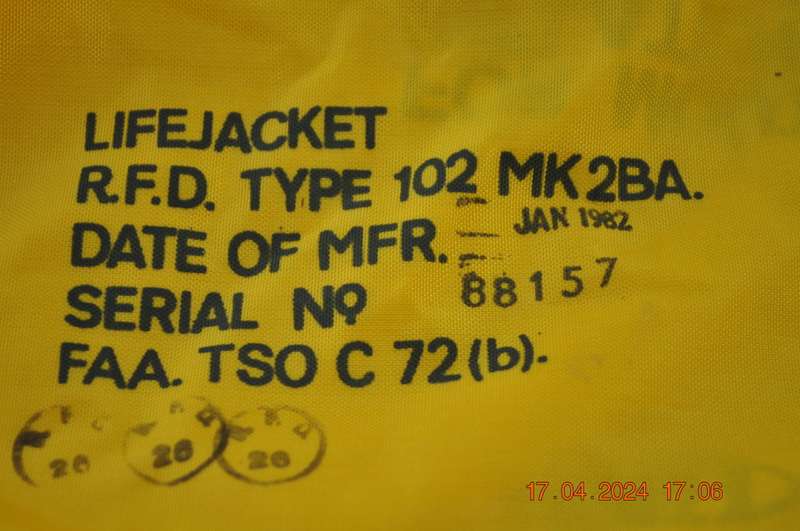 LIFEJACKET
R.F.D. TYPE 102 MK2BA.
DATE OF MFR. JAN 1982
SERIAL Nº 88157
FAA. TSO C 72(b).
26 26 26
17.04.2024 17:06